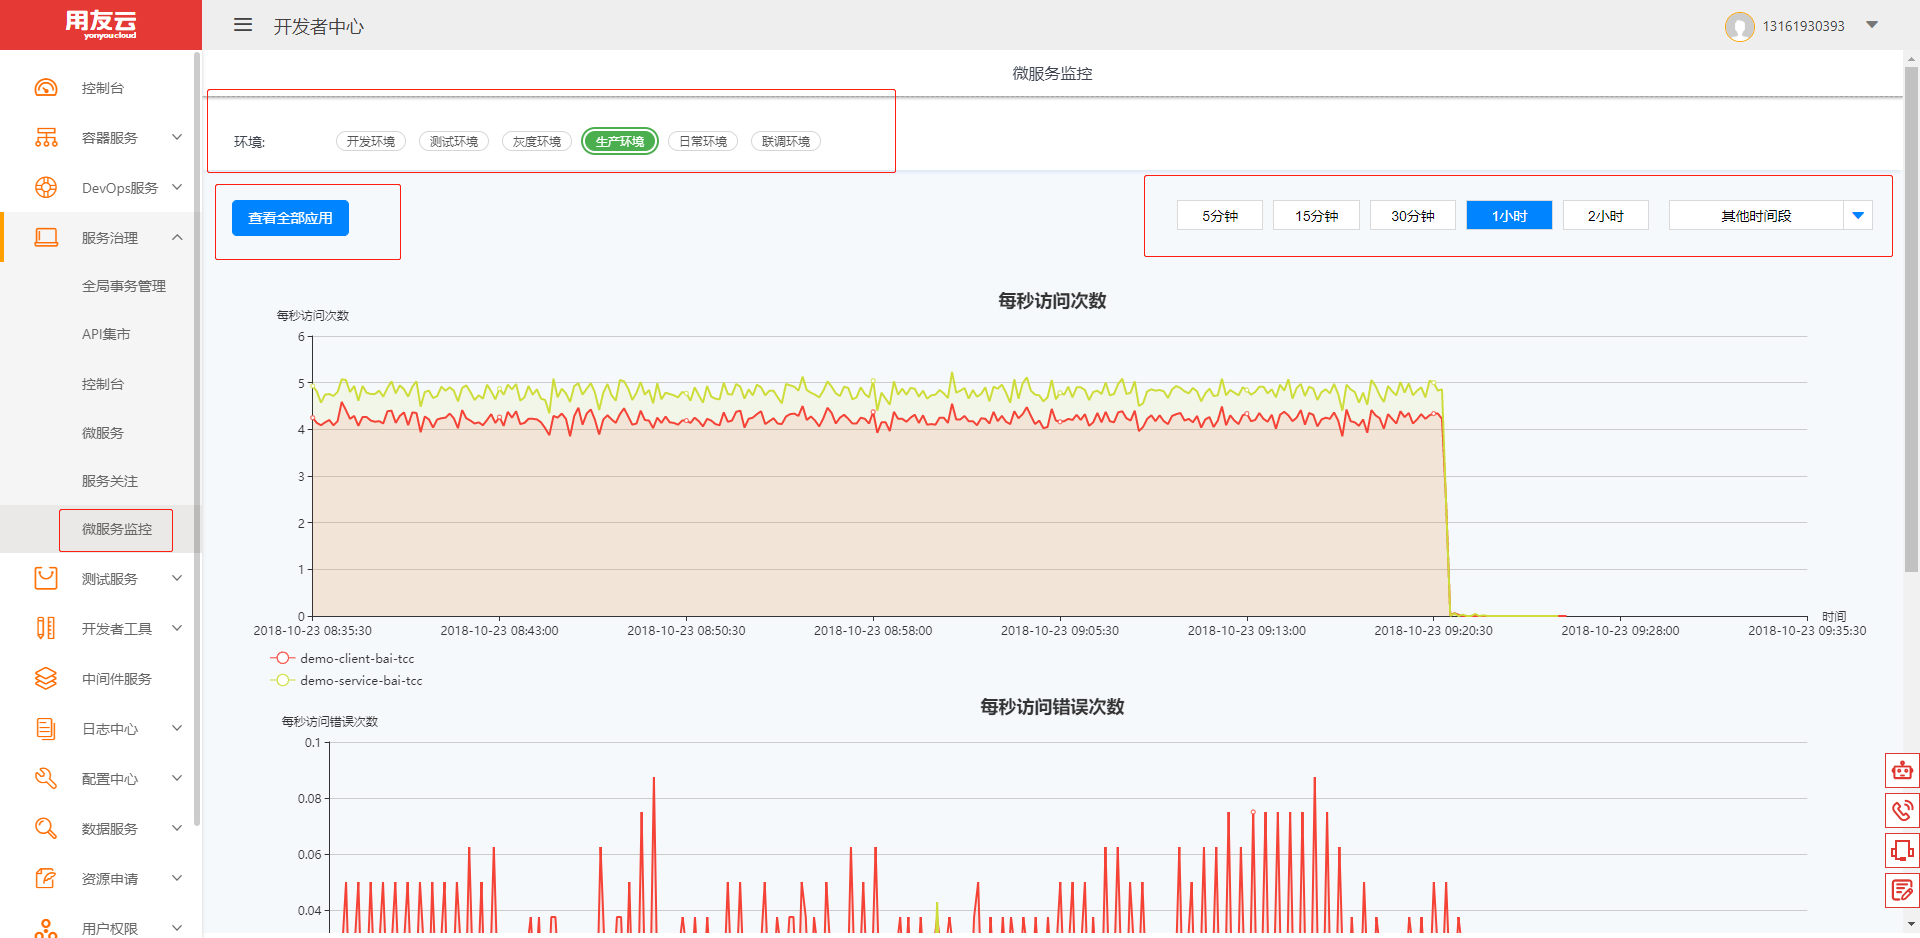 用友云
yonyoucloud
开发者中心
13161930393
控制台
容器服务
DevOps服务
服务治理
全局事务管理
API集市
控制台
微服务
服务关注
微服务监控
测试服务
开发者工具
中间件服务
日志中心
配置中心
数据服务
资源申请
用户权限
微服务监控
环境:
开发环境
测试环境
灰度环境
生产环境
日常环境
联调环境
查看全部应用
5分钟
15分钟
30分钟
1小时
2小时
其他时间段
每秒访问次数
每秒访问次数
6
5
4
3
2
1
0
时间
2018-10-23 08:35:30
2018-10-23 08:43:00
2018-10-23 08:50:30
2018-10-23 08:58:00
2018-10-23 09:05:30
2018-10-23 09:13:00
2018-10-23 09:20:30
2018-10-23 09:28:00
2018-10-23 09:35:30
demo-client-bai-tcc
demo-service-bai-tcc
每秒访问错误次数
每秒访问错误次数
0.1
0.08
0.06
0.04